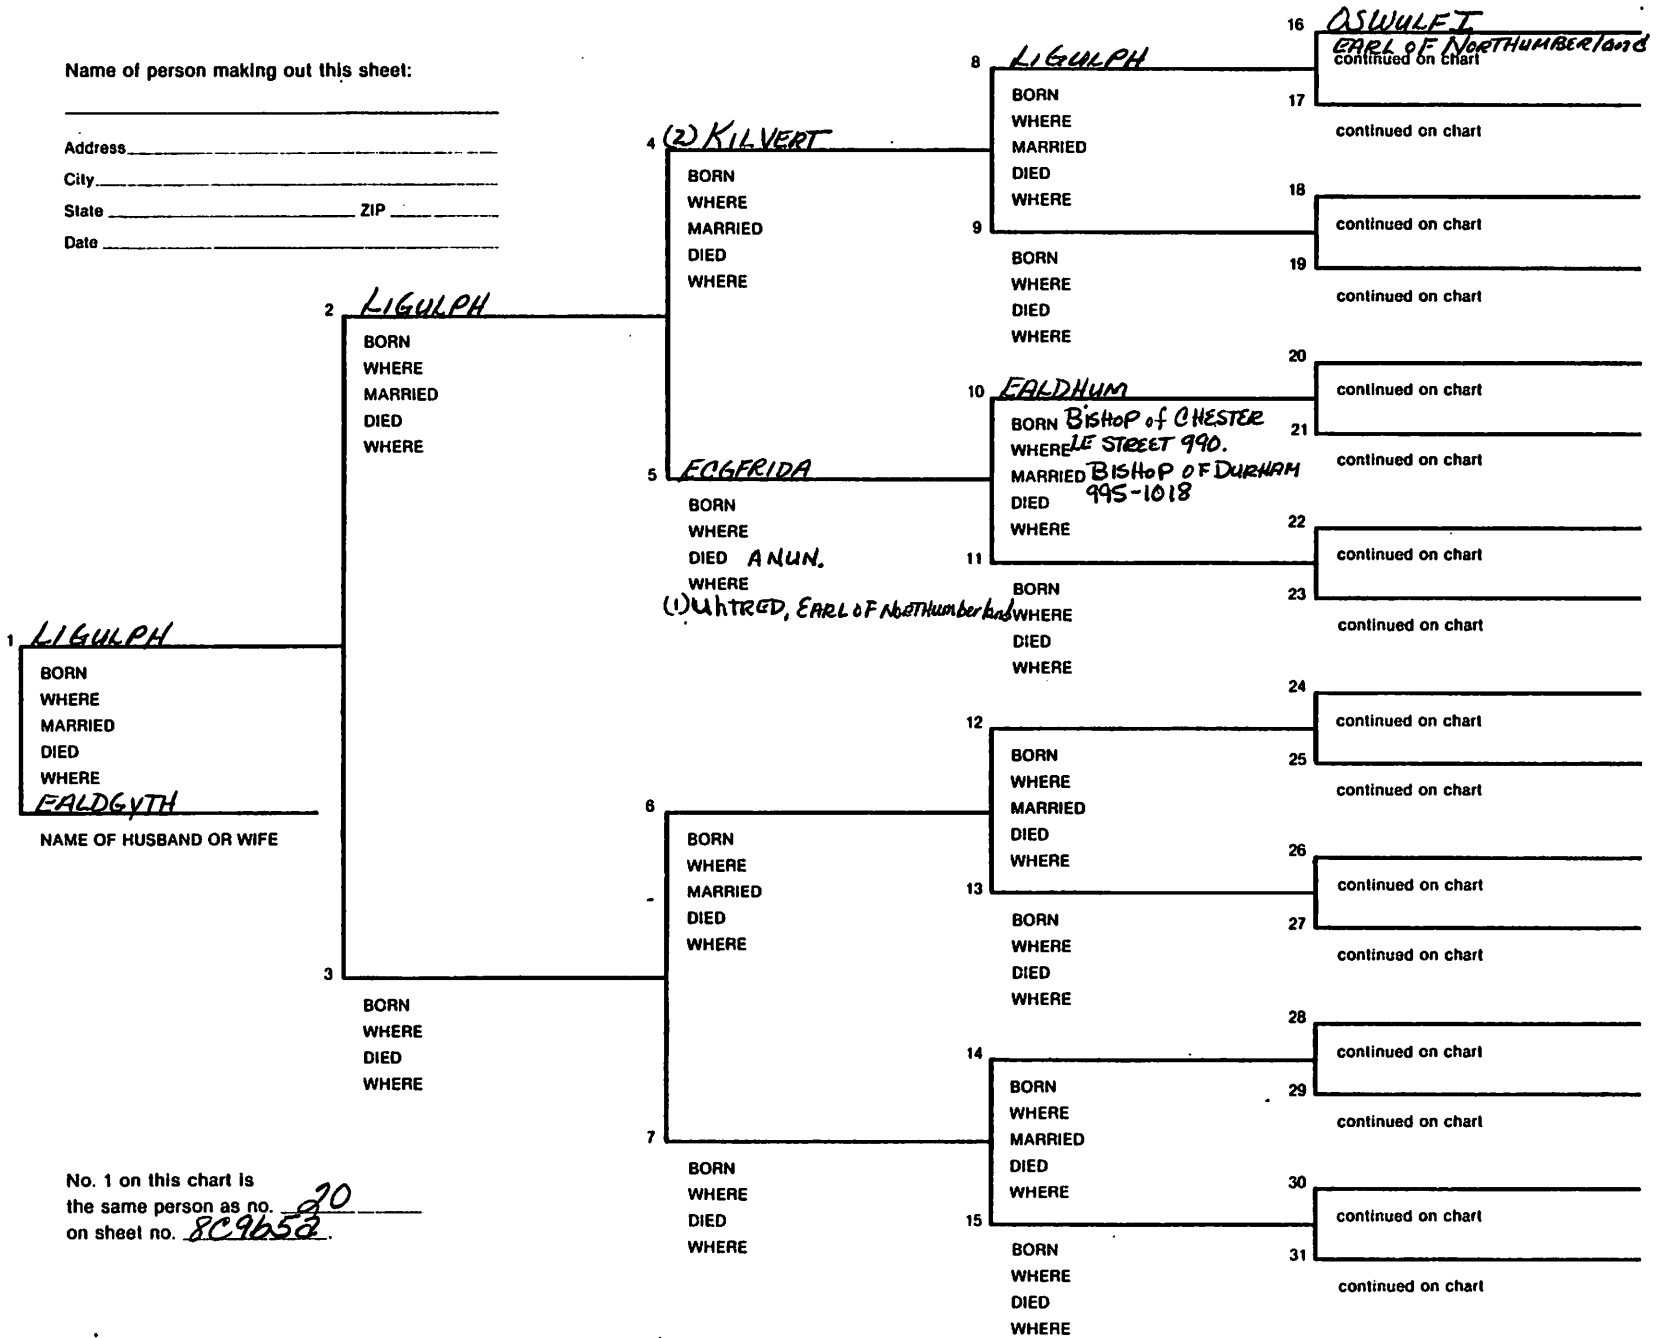 Name of person making out this sheet:
Address
City
State ZIP
Date
1 LIGULPH
BORN
WHERE
MARRIED
DIED
WHERE
EALDGYTH
NAME OF HUSBAND OR WIFE
No. 1 on this chart is
the same person as no. 20
on sheet no. 8C9b5a.
2 LIGULPH
BORN
WHERE
MARRIED
DIED
WHERE
3
BORN
WHERE
DIED
WHERE
4 (2) KILVERT
BORN
WHERE
MARRIED
DIED
WHERE
5 ECGFRIDA
BORN
WHERE
DIED A NUN.
WHERE
(1) UhTRED, EARL OF NORTHumberland
6
BORN
WHERE
MARRIED
DIED
WHERE
7
BORN
WHERE
DIED
WHERE
8 LIGULPH
BORN
WHERE
MARRIED
DIED
WHERE
9
BORN
WHERE
DIED
WHERE
10 EALDHUM
BORN BISHOP of CHESTER
WHERE LE STREET 990.
MARRIED BISHOP OF DURHAM
DIED 995-1018
WHERE
11
BORN
WHERE
DIED
WHERE
12
BORN
WHERE
MARRIED
DIED
WHERE
13
BORN
WHERE
DIED
WHERE
14
BORN
WHERE
MARRIED
DIED
WHERE
15
BORN
WHERE
DIED
WHERE
16 OSWULF I
EARL OF NORTHUMBERland
continued on chart
17
continued on chart
18
continued on chart
19
continued on chart
20
continued on chart
21
continued on chart
22
continued on chart
23
continued on chart
24
continued on chart
25
continued on chart
26
continued on chart
27
continued on chart
28
continued on chart
29
continued on chart
30
continued on chart
31
continued on chart